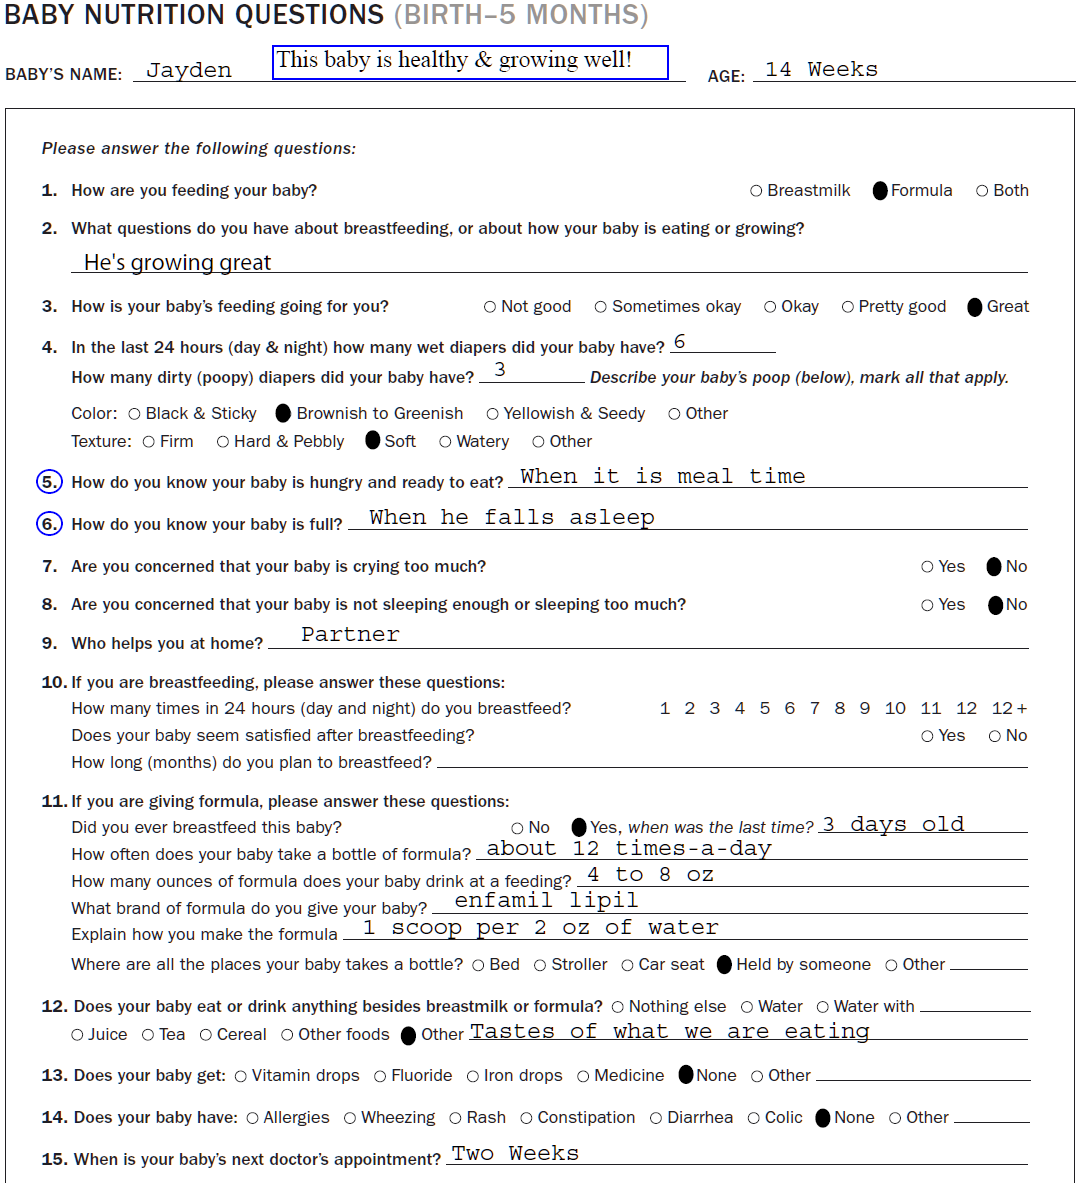 BABY NUTRITION QUESTIONS (BIRTH–5 MONTHS)
BABY'S NAME: Jayden This baby is healthy & growing well! AGE: 14 Weeks
Please answer the following questions:
1. How are you feeding your baby? Breastmilk Formula Both
2. What questions do you have about breastfeeding, or about how your baby is eating or growing?
He's growing great
3. How is your baby's feeding going for you? Not good Sometimes okay Okay Pretty good Great
4. In the last 24 hours (day & night) how many wet diapers did your baby have? 6
How many dirty (poopy) diapers did your baby have? 3 Describe your baby's poop (below), mark all that apply.
Color: Black & Sticky Brownish to Greenish Yellowish & Seedy Other
Texture: Firm Hard & Pebbly Soft Watery Other
5. How do you know your baby is hungry and ready to eat? When it is meal time
6. How do you know your baby is full? When he falls asleep
7. Are you concerned that your baby is crying too much? Yes No
8. Are you concerned that your baby is not sleeping enough or sleeping too much? Yes No
9. Who helps you at home? Partner
10. If you are breastfeeding, please answer these questions:
How many times in 24 hours (day and night) do you breastfeed? 1 2 3 4 5 6 7 8 9 10 11 12 12+
Does your baby seem satisfied after breastfeeding? Yes No
How long (months) do you plan to breastfeed?
11. If you are giving formula, please answer these questions:
Did you ever breastfeed this baby? No Yes, when was the last time? 3 days old
How often does your baby take a bottle of formula? about 12 times-a-day
How many ounces of formula does your baby drink at a feeding? 4 to 8 oz
What brand of formula do you give your baby? enfamil lipil
Explain how you make the formula 1 scoop per 2 oz of water
Where are all the places your baby takes a bottle? Bed Stroller Car seat Held by someone Other
12. Does your baby eat or drink anything besides breastmilk or formula? Nothing else Water Water with
Juice Tea Cereal Other foods Other Tastes of what we are eating
13. Does your baby get: Vitamin drops Fluoride Iron drops Medicine None Other
14. Does your baby have: Allergies Wheezing Rash Constipation Diarrhea Colic None Other
15. When is your baby's next doctor's appointment? Two Weeks